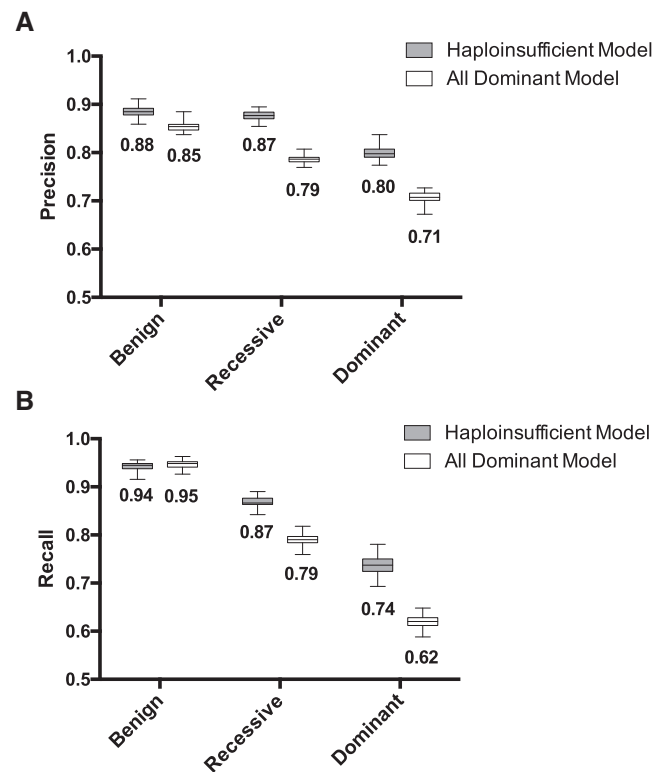 A
Haploinsufficient Model
All Dominant Model
Precision
1.0
0.9
0.8
0.7
0.6
0.5
0.88
0.85
0.87
0.79
0.80
0.71
Benign
Recessive
Dominant
B
Haploinsufficient Model
All Dominant Model
Recall
1.0
0.9
0.8
0.7
0.6
0.5
0.94
0.95
0.87
0.79
0.74
0.62
Benign
Recessive
Dominant